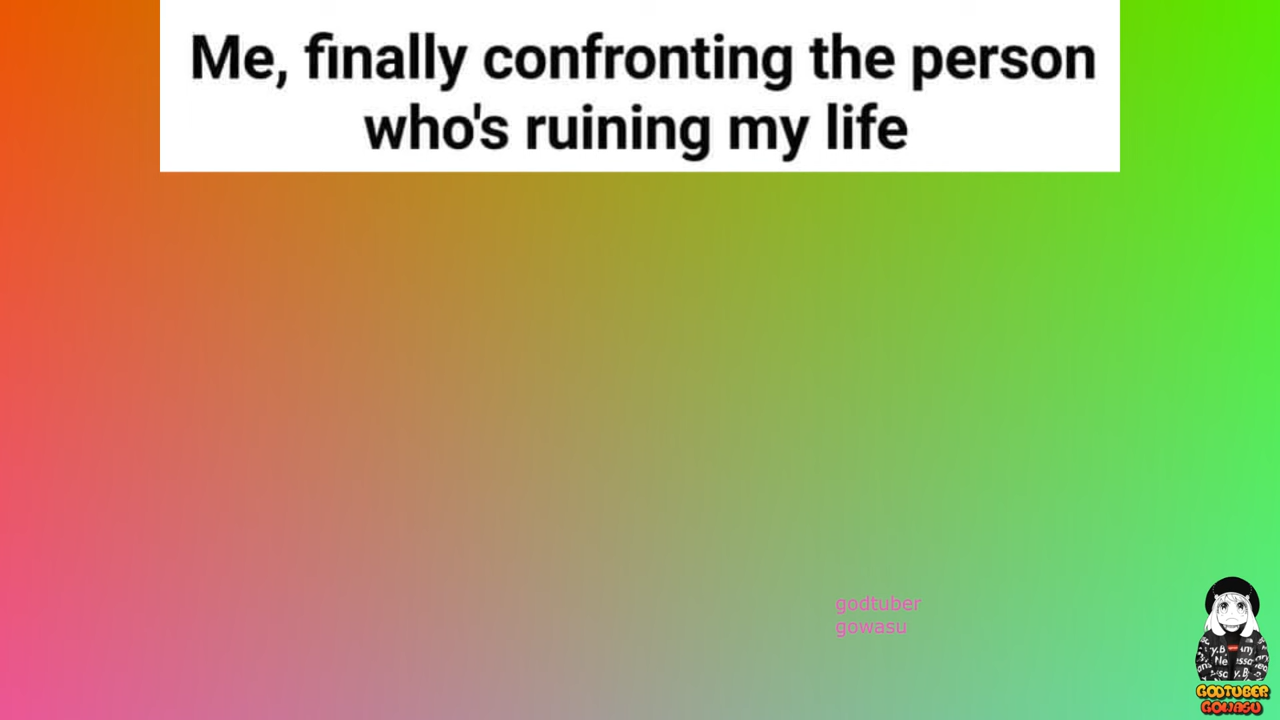 Me, finally confronting the person
who's ruining my life
godtuber
gowasu
GODTUBER
GOWASU